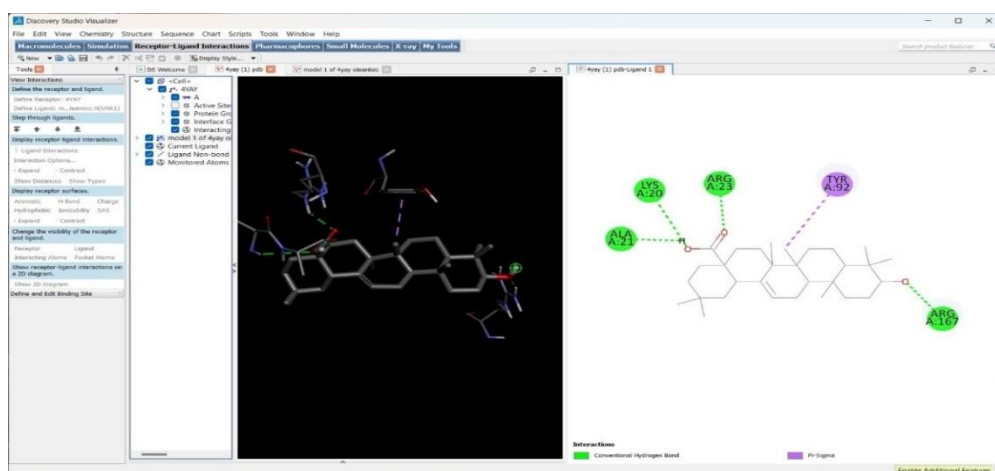 Discovery Studio Visualizer
File Edit View Chemistry Structure Sequence Chart Scripts Tools Window Help
Macromolecules Simulation Receptor-Ligand Interactions Pharmacophores Small Molecules X-ray My Tools
New Display Style...
Tools
View Interactions
Define the receptor and ligand.
Define Receptor: 4YAY
Step through ligands.
Display receptor-ligand interactions.
Ligand Interactions
Interaction Options...
Expand Contract
Show Distances Show Types
Display receptor surfaces.
Aromatic H-Bond Charge
Hydrophobic Ionizability SAS
Expand Contract
Change the visibility of the receptor and ligand.
Receptor Ligand
Interacting Atoms Pocket Atoms
Show receptor-ligand interactions on a 2D diagram.
Show 2D Diagram
Define and Edit Binding Site
DS Welcome
4yay (1) pdb
model 1 of 4yay
<Cell>
4YAY
A
Active Site
Protein Gro
Interface G
Interacting
model 1 of 4yay o
Current Ligand
Ligand Non-bond
Monitored Atoms
4yay (1) pdb-Ligand 1
LYS
A:20
ARG
A:23
TYR
A:92
ALA
A:21
H
O
O
O
ARG
A:167
Interactions
Conventional Hydrogen Bond
Pi-Sigma
Enable Additional Features